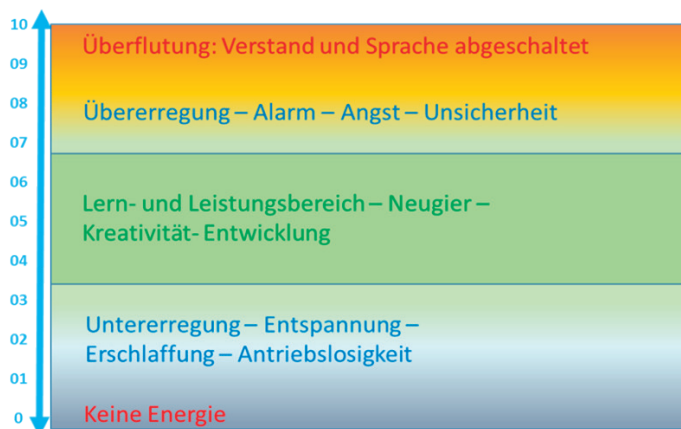 10
Überflutung: Verstand und Sprache abgeschaltet
09
08
Übererregung – Alarm – Angst – Unsicherheit
07
06
Lern- und Leistungsbereich – Neugier –
05
Kreativität- Entwicklung
04
03
Untererregung – Entspannung –
02
Erschlaffung – Antriebslosigkeit
01
0
Keine Energie